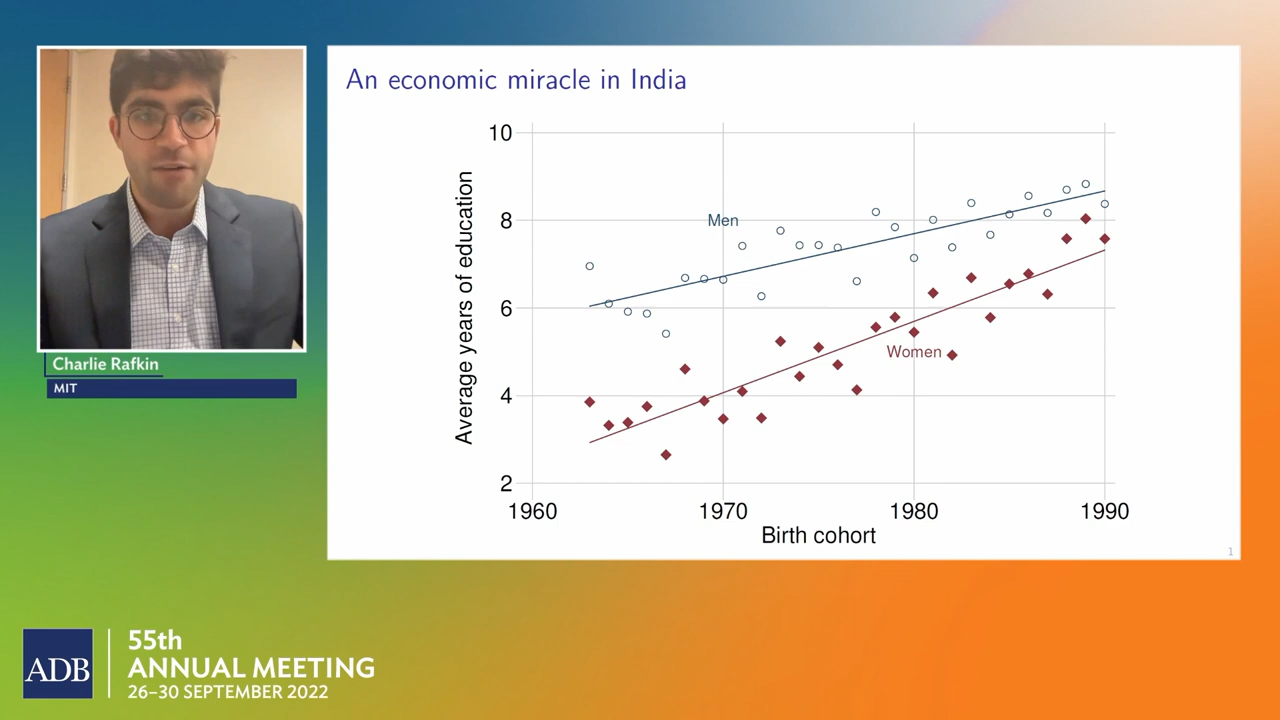 An economic miracle in India
10
8
6
4
2
Average years of education
Men
Women
1960 1970 1980 1990
Birth cohort
1
Charlie Rafkin
MIT
ADB
55th
ANNUAL MEETING
26–30 SEPTEMBER 2022